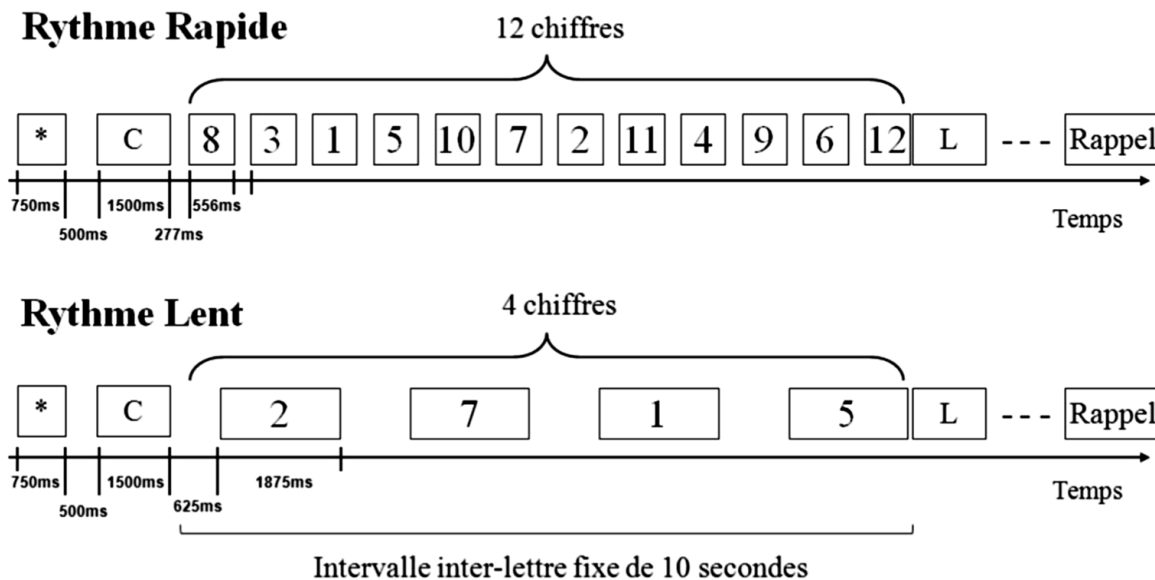 Rythme Rapide
12 chiffres
* C 8 3 1 5 10 7 2 11 4 9 6 12 L - - - Rappel
750ms 1500ms 556ms
500ms 277ms
Temps
Rythme Lent
4 chiffres
* C 2 7 1 5 L - - - Rappel
750ms 1500ms 1875ms
500ms 625ms
Temps
Intervalle inter-lettre fixe de 10 secondes